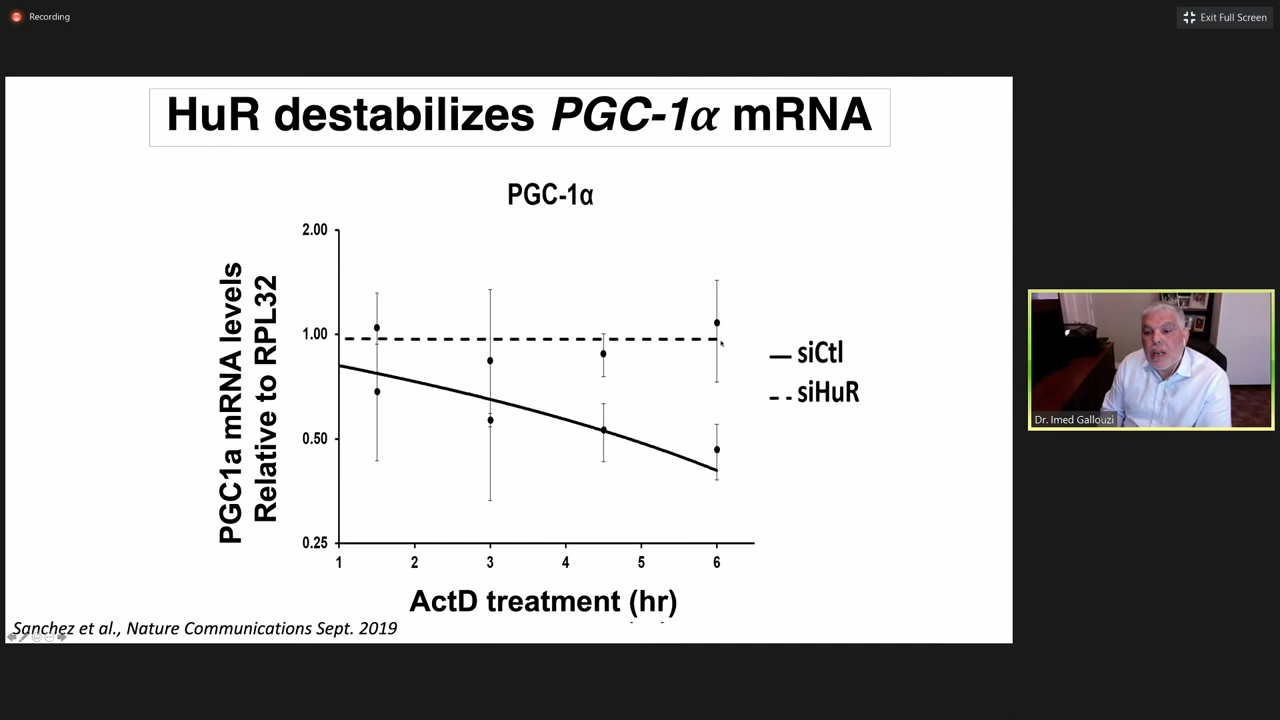 Recording
Exit Full Screen
HuR destabilizes PGC-1α mRNA
PGC-1α
PGC1a mRNA levels
Relative to RPL32
2.00
1.00
0.50
0.25
1 2 3 4 5 6
ActD treatment (hr)
siCtl
siHuR
Sanchez et al., Nature Communications Sept. 2019
Dr. Imed Gallouzi